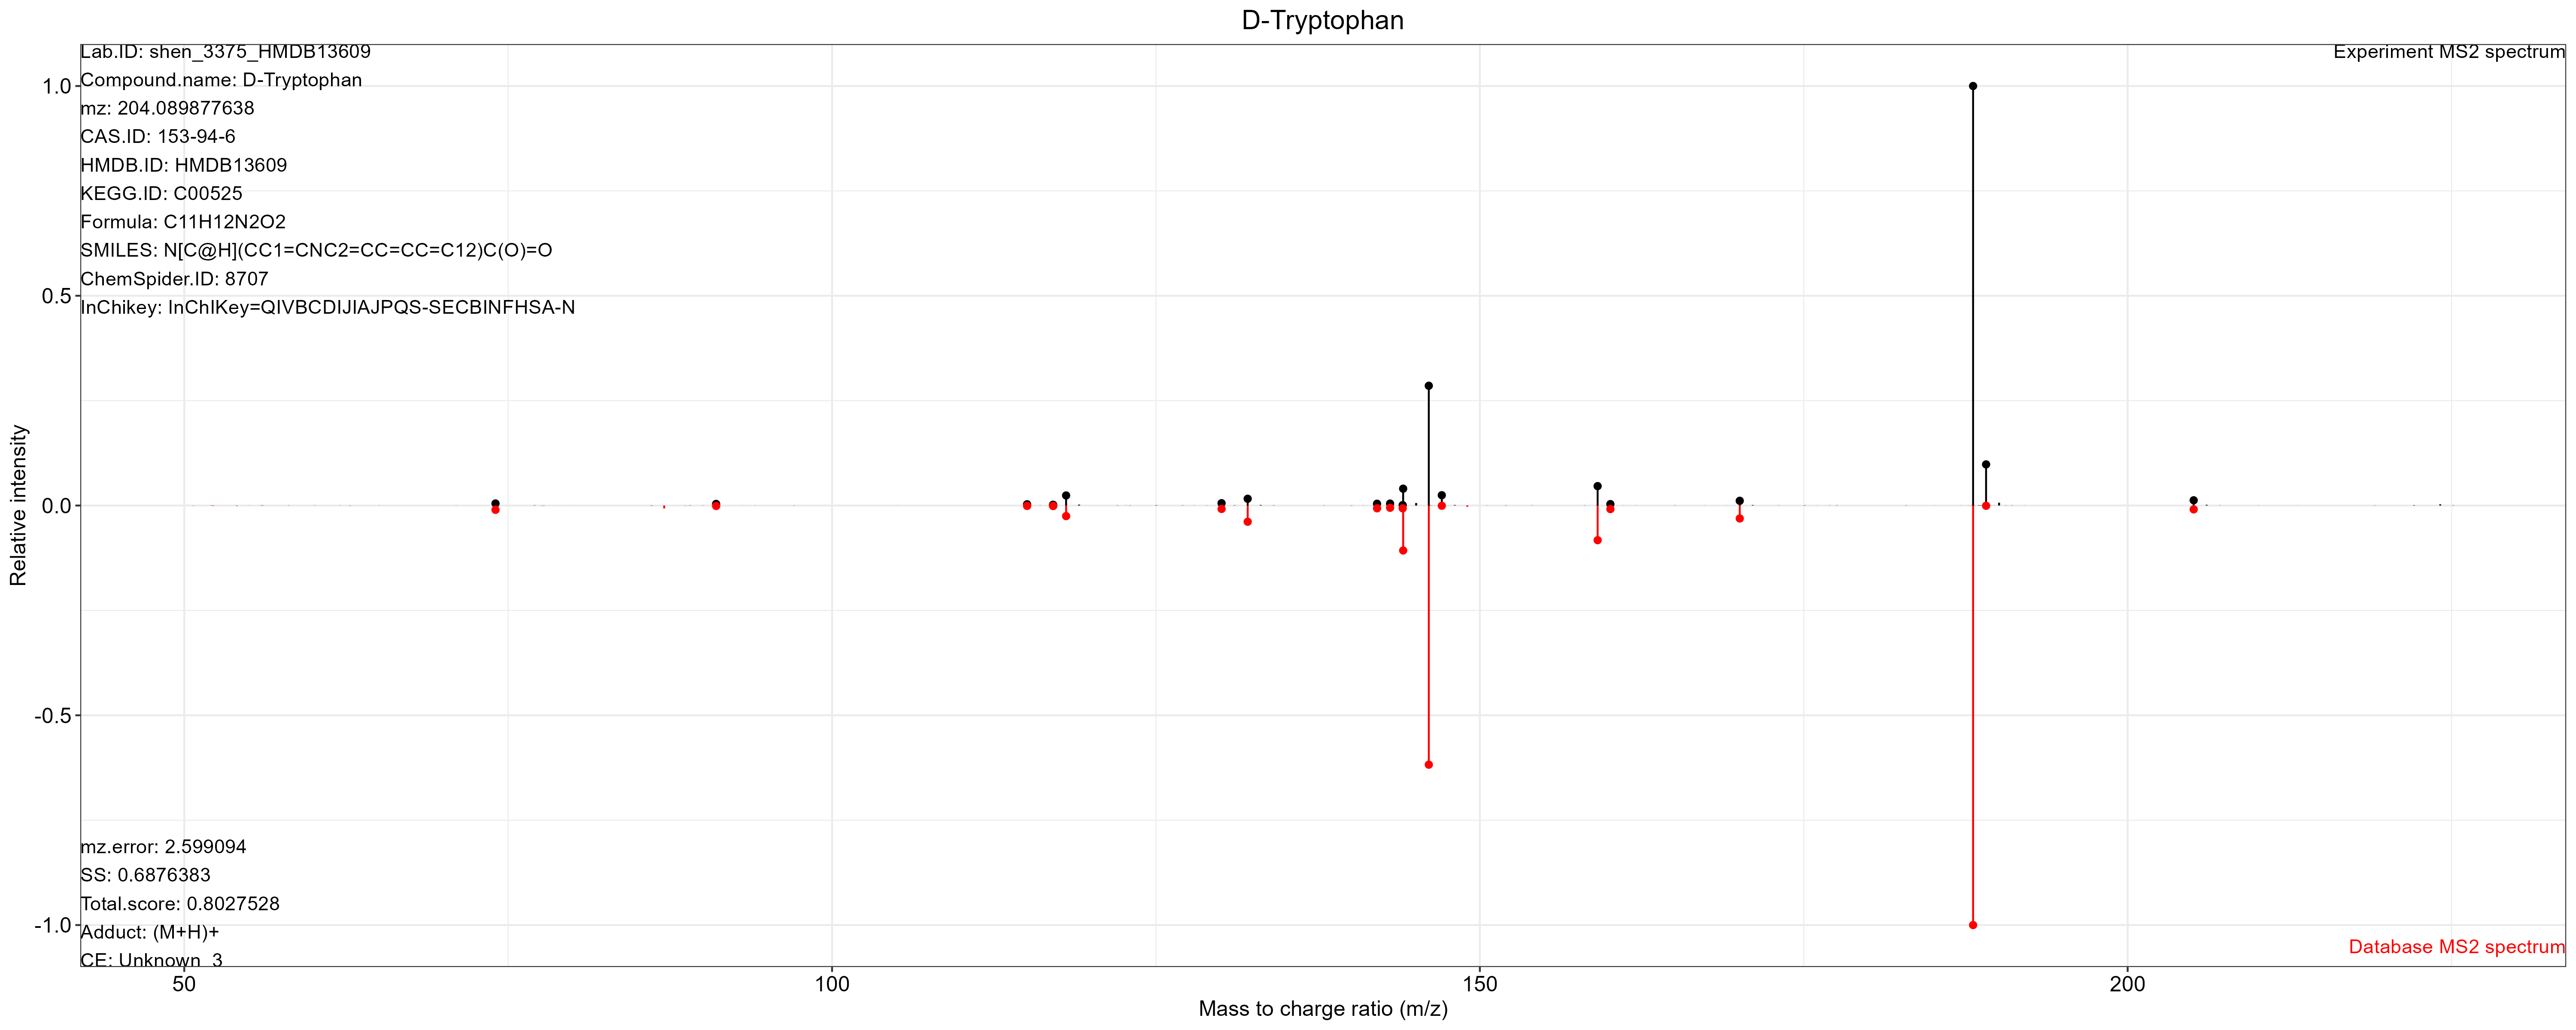 D-Tryptophan
Lab.ID: shen_3375_HMDB13609
Experiment MS2 spectrum
Compound.name: D-Tryptophan
mz: 204.089877638
CAS.ID: 153-94-6
HMDB.ID: HMDB13609
KEGG.ID: C00525
Formula: C11H12N2O2
SMILES: N[C@H](CC1=CNC2=CC=CC=C12)C(O)=O
ChemSpider.ID: 8707
InChikey: InChIKey=QIVBCDIJIAJPQS-SECBINFHSA-N
1.0
0.5
0.0
-0.5
-1.0
Relative intensity
mz.error: 2.599094
SS: 0.6876383
Total.score: 0.8027528
Adduct: (M+H)+
CE: Unknown_3
Database MS2 spectrum
50
100
150
200
Mass to charge ratio (m/z)